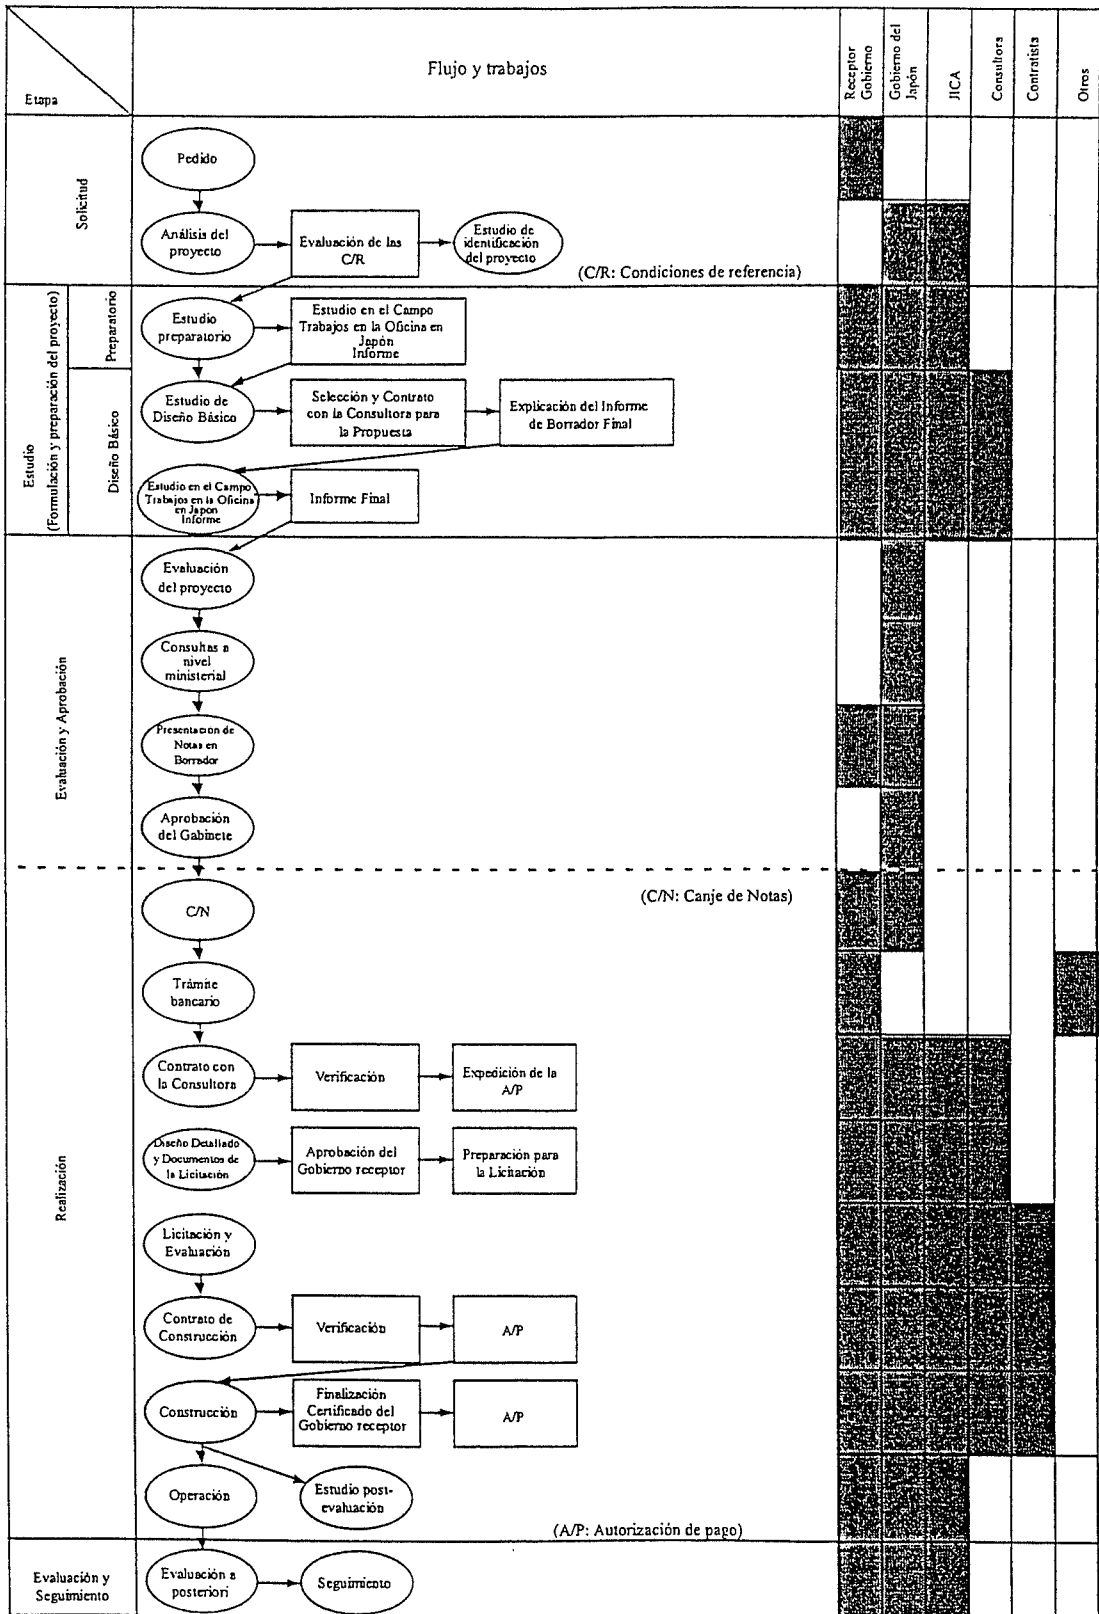 Etapa
Flujo y trabajos
Receptor
Gobierno
Gobierno del
Japón
JICA
Consultors
Contratists
Otros
Solicitud
Pedido
Análisis del
proyecto
Evaluación de las
C/R
Estudio de
identificación
del proyecto
(C/R: Condiciones de referencia)
Estudio
(Formulación y preparación del proyecto)
Preparatorio
Estudio
preparatorio
Estudio en el Campo
Trabajos en la Oficina en
Japón
Informe
Diseño Básico
Estudio de
Diseño Básico
Selección y Contrato
con la Consultora para
la Propuesta
Explicación del Informe
de Borrador Final
Estudio en el Campo
Trabajos en la Oficina
en Japon
Informe
Informe Final
Evaluación y Aprobación
Evaluación
del proyecto
Consultas a
nivel
ministerial
Presentación de
Notas en
Borrador
Aprobación
del Gabinete
Realización
C/N
(C/N: Canje de Notas)
Trámite
bancario
Contrato con
la Consultora
Verificación
Expedición de la
A/P
Diseño Detallado
y Documentos de
la Licitación
Aprobación del
Gobierno receptor
Preparación para
la Licitación
Licitación y
Evaluación
Contrato de
Construcción
Verificación
A/P
Construcción
Finalización
Certificado del
Gobierno receptor
A/P
Operación
Estudio post-
evaluación
(A/P: Autorización de pago)
Evaluación y
Seguimiento
Evaluación a
posteriori
Seguimiento